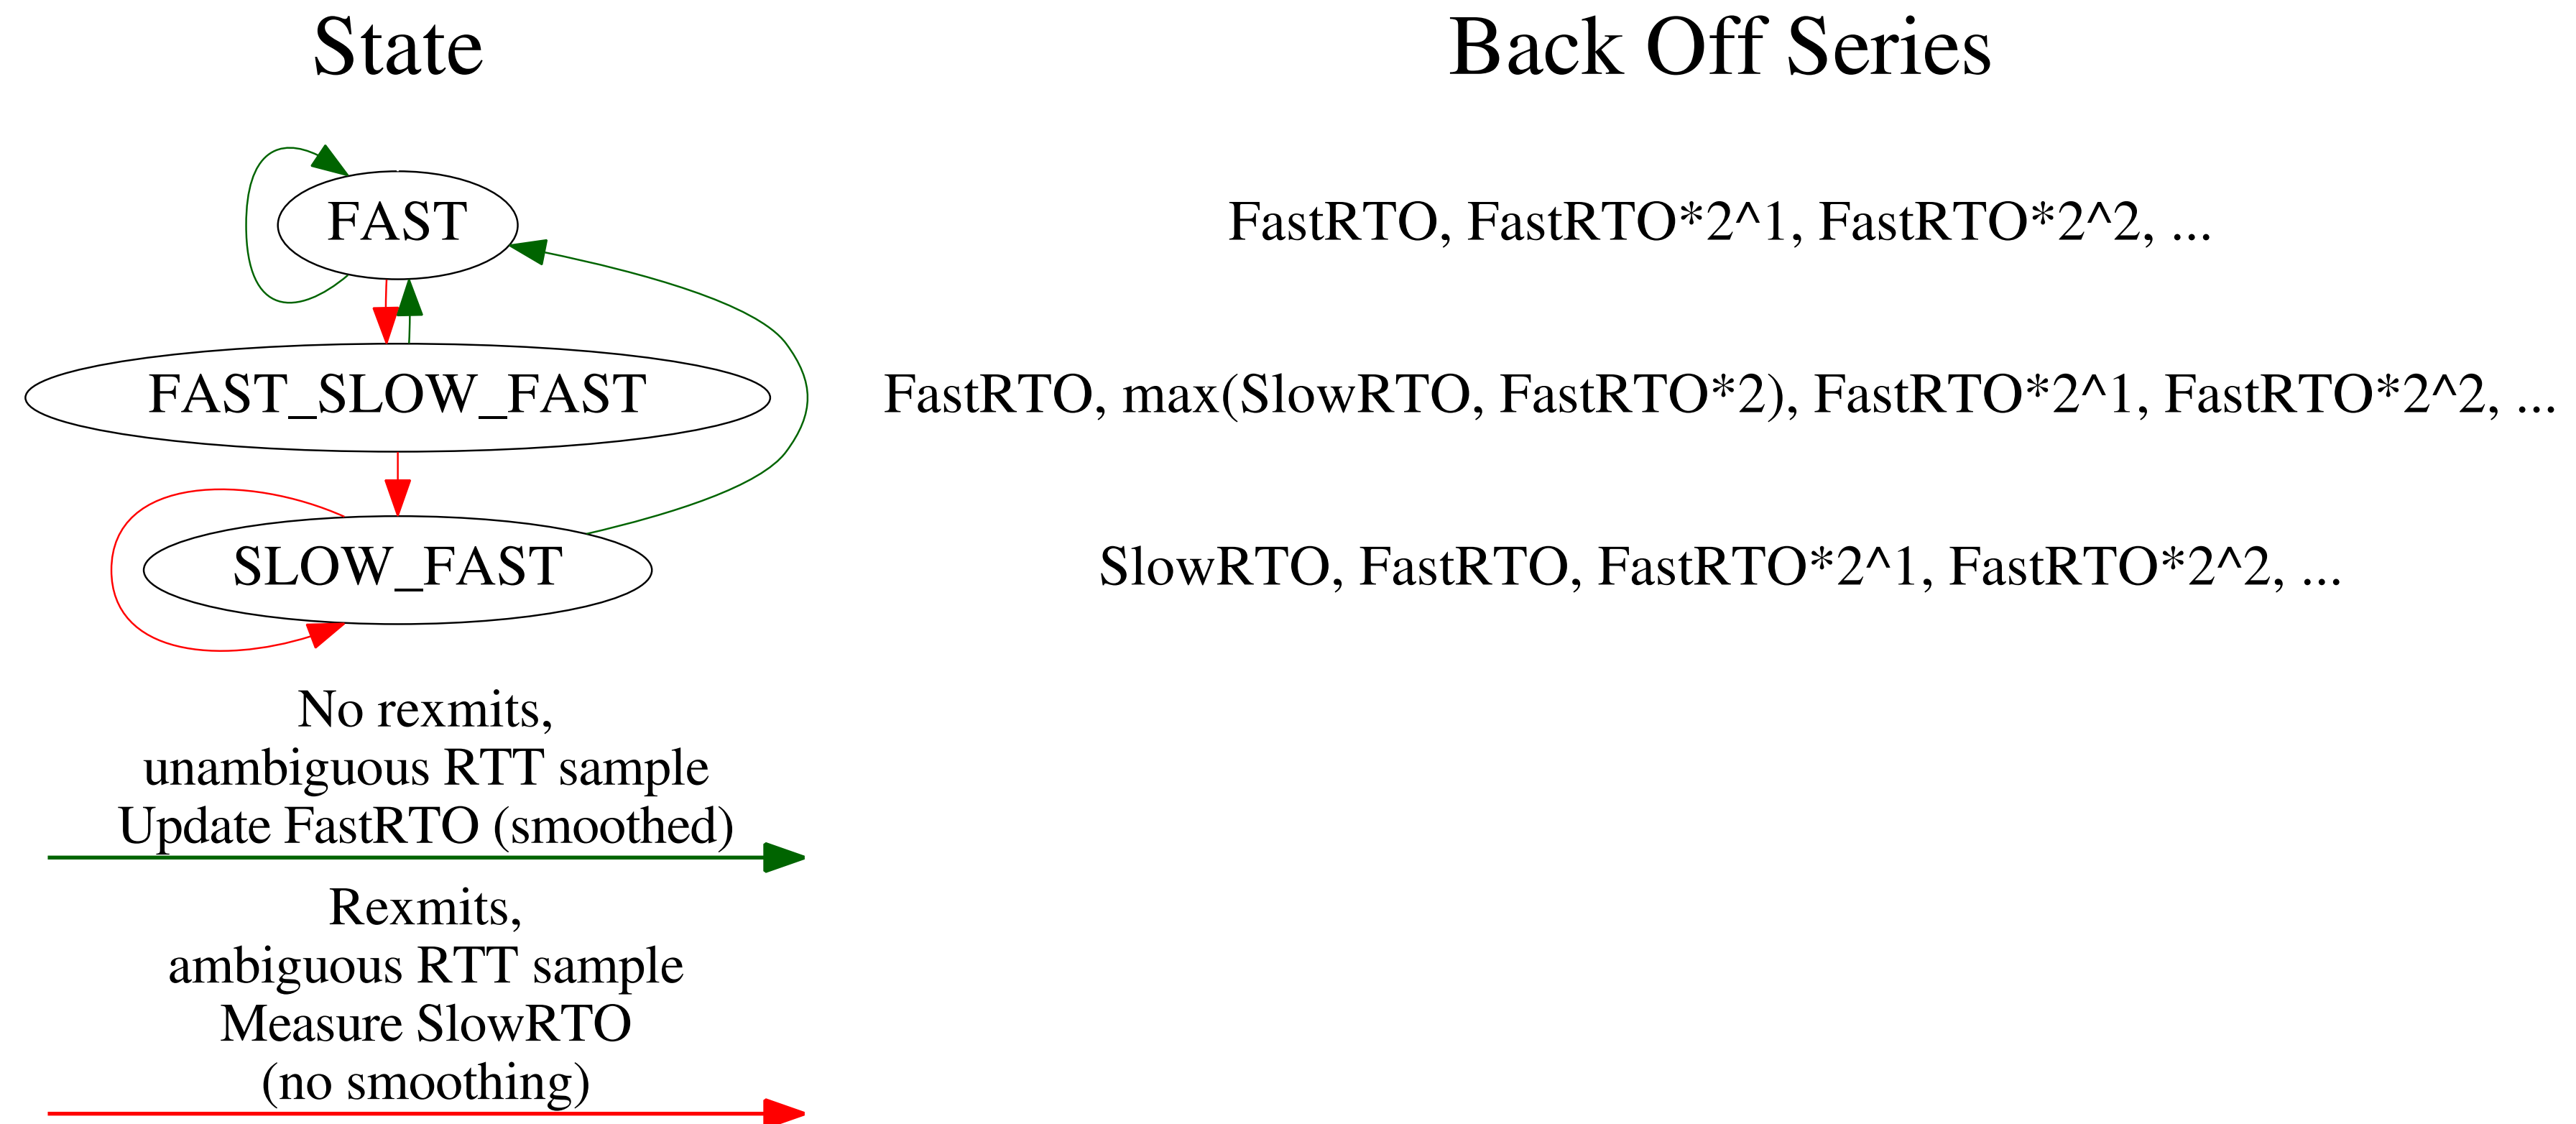 State
Back Off Series
FAST
FastRTO, FastRTO*2^1, FastRTO*2^2, ...
FAST_SLOW_FAST
FastRTO, max(SlowRTO, FastRTO*2), FastRTO*2^1, FastRTO*2^2, ...
SLOW_FAST
SlowRTO, FastRTO, FastRTO*2^1, FastRTO*2^2, ...
No rexmits,
unambiguous RTT sample
Update FastRTO (smoothed)
Rexmits,
ambiguous RTT sample
Measure SlowRTO
(no smoothing)